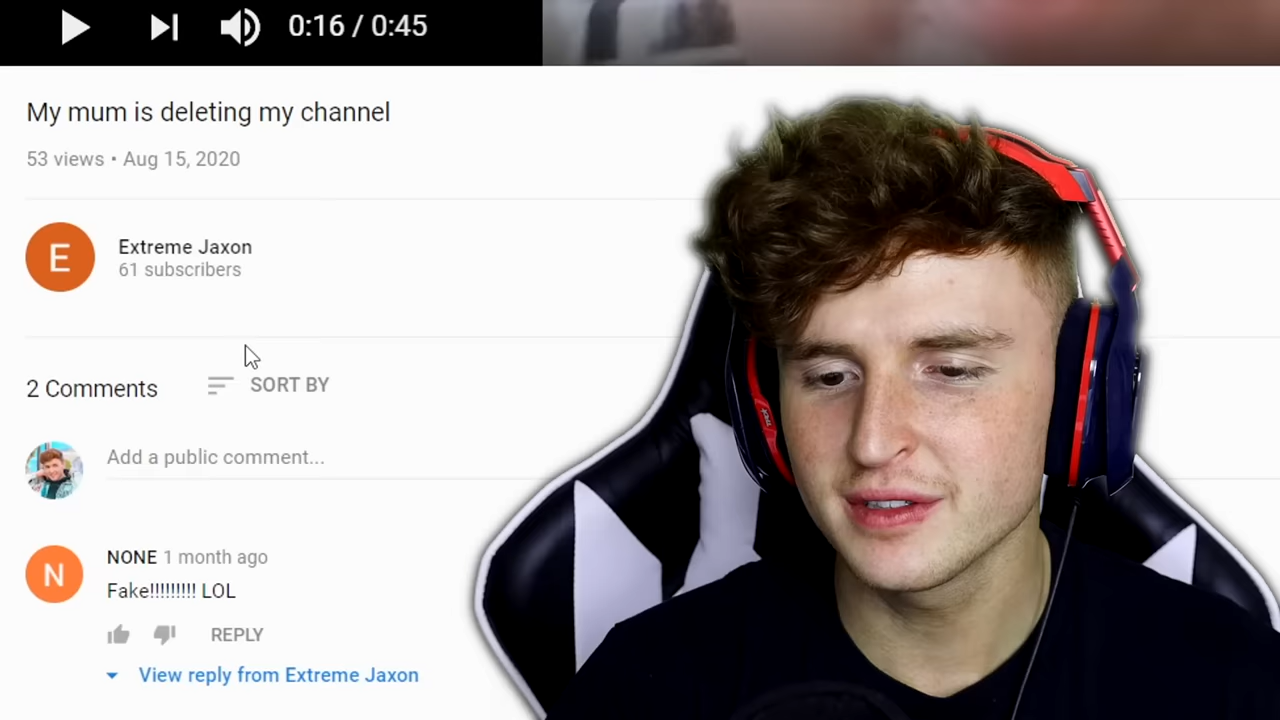 0:16 / 0:45
My mum is deleting my channel
53 views • Aug 15, 2020
E
Extreme Jaxon
61 subscribers
2 Comments
SORT BY
Add a public comment...
N
NONE 1 month ago
Fake!!!!!!!!! LOL
REPLY
View reply from Extreme Jaxon